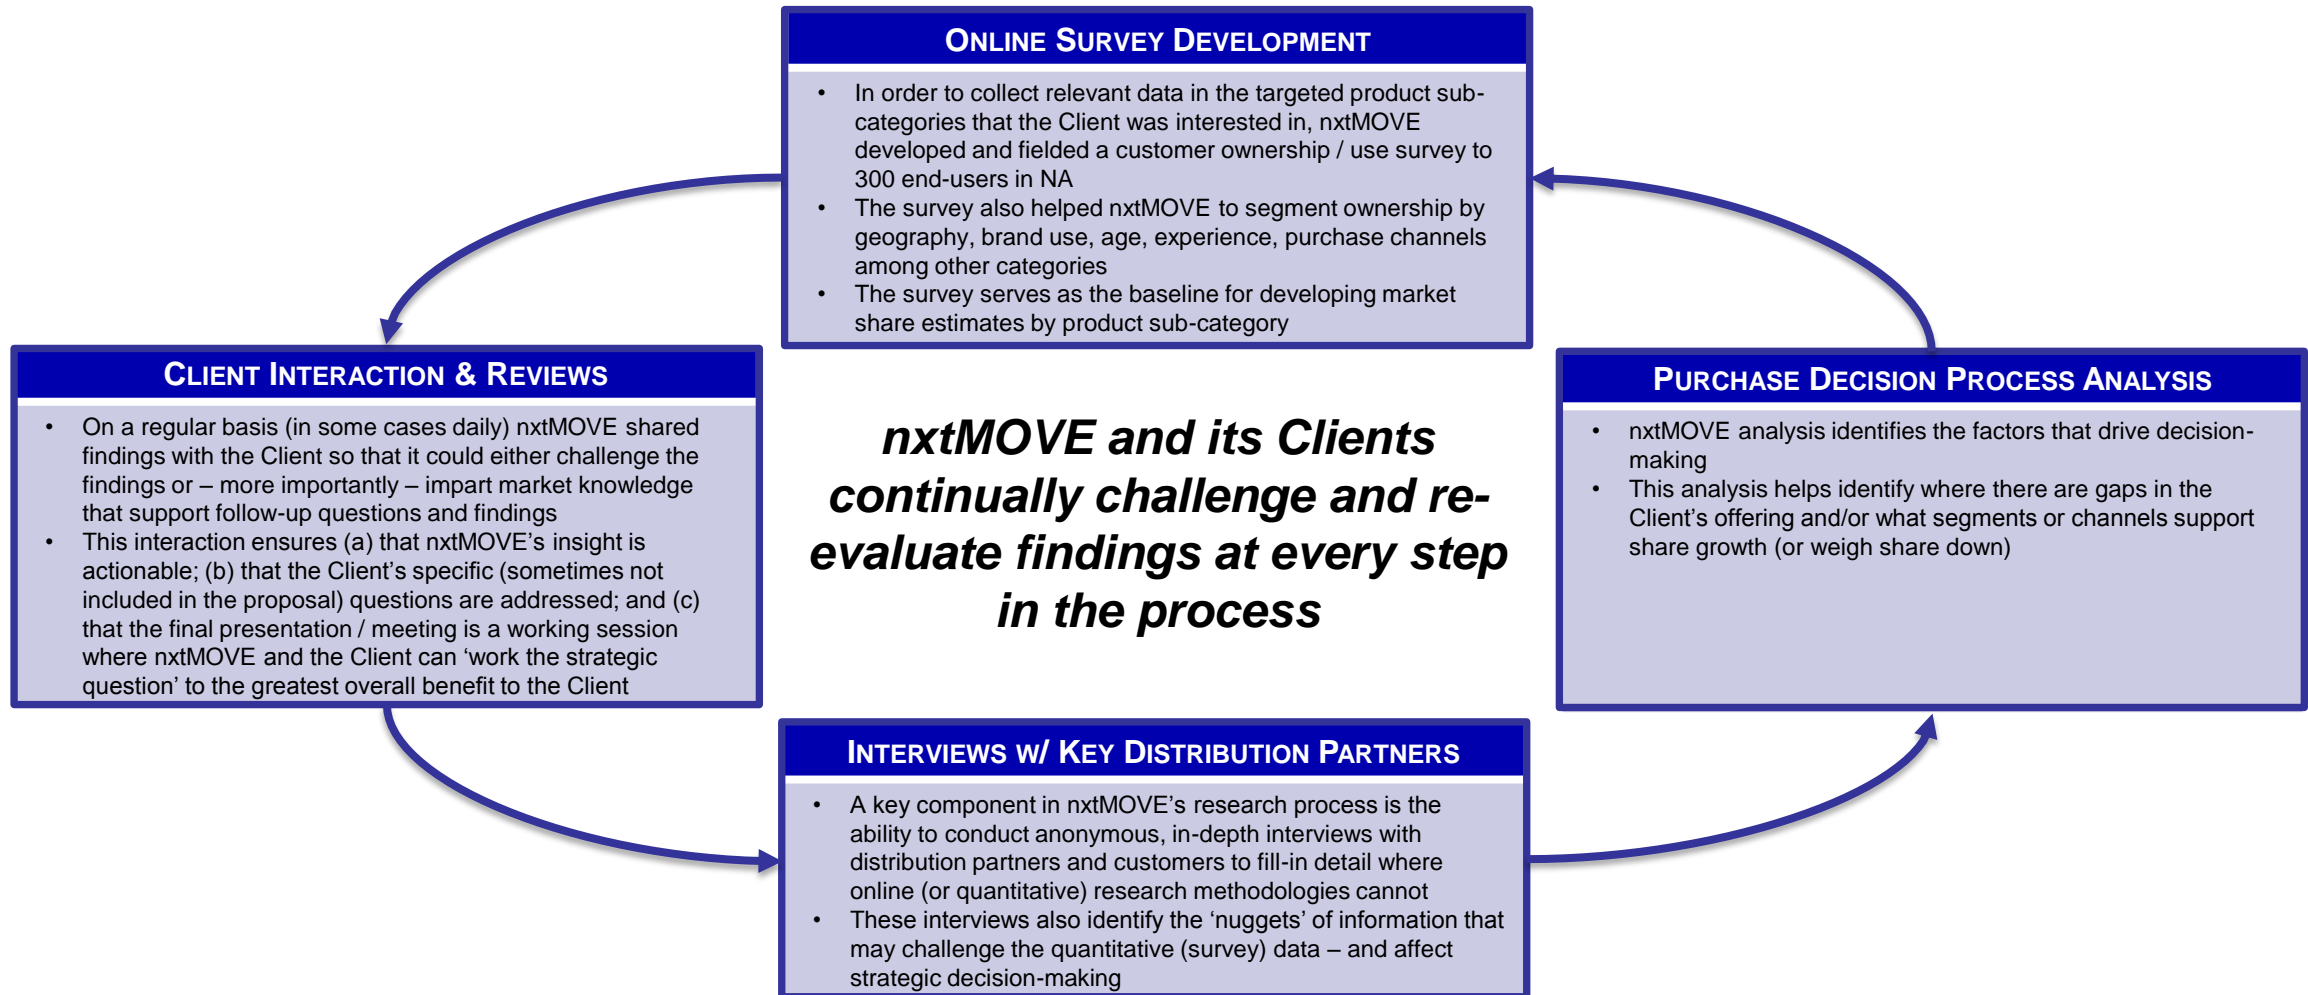 ONLINE SURVEY DEVELOPMENT
• In order to collect relevant data in the targeted product sub-
categories that the Client was interested in, nxtMOVE
developed and fielded a customer ownership / use survey to
300 end-users in NA
• The survey also helped nxtMOVE to segment ownership by
geography, brand use, age, experience, purchase channels
among other categories
• The survey serves as the baseline for developing market
share estimates by product sub-category
CLIENT INTERACTION & REVIEWS
• On a regular basis (in some cases daily) nxtMOVE shared
findings with the Client so that it could either challenge the
findings or – more importantly – impart market knowledge
that support follow-up questions and findings
• This interaction ensures (a) that nxtMOVE’s insight is
actionable; (b) that the Client’s specific (sometimes not
included in the proposal) questions are addressed; and (c)
that the final presentation / meeting is a working session
where nxtMOVE and the Client can ‘work the strategic
question’ to the greatest overall benefit to the Client
nxtMOVE and its Clients
continually challenge and re-
evaluate findings at every step
in the process
PURCHASE DECISION PROCESS ANALYSIS
• nxtMOVE analysis identifies the factors that drive decision-
making
• This analysis helps identify where there are gaps in the
Client’s offering and/or what segments or channels support
share growth (or weigh share down)
INTERVIEWS W/ KEY DISTRIBUTION PARTNERS
• A key component in nxtMOVE’s research process is the
ability to conduct anonymous, in-depth interviews with
distribution partners and customers to fill-in detail where
online (or quantitative) research methodologies cannot
• These interviews also identify the ‘nuggets’ of information that
may challenge the quantitative (survey) data – and affect
strategic decision-making